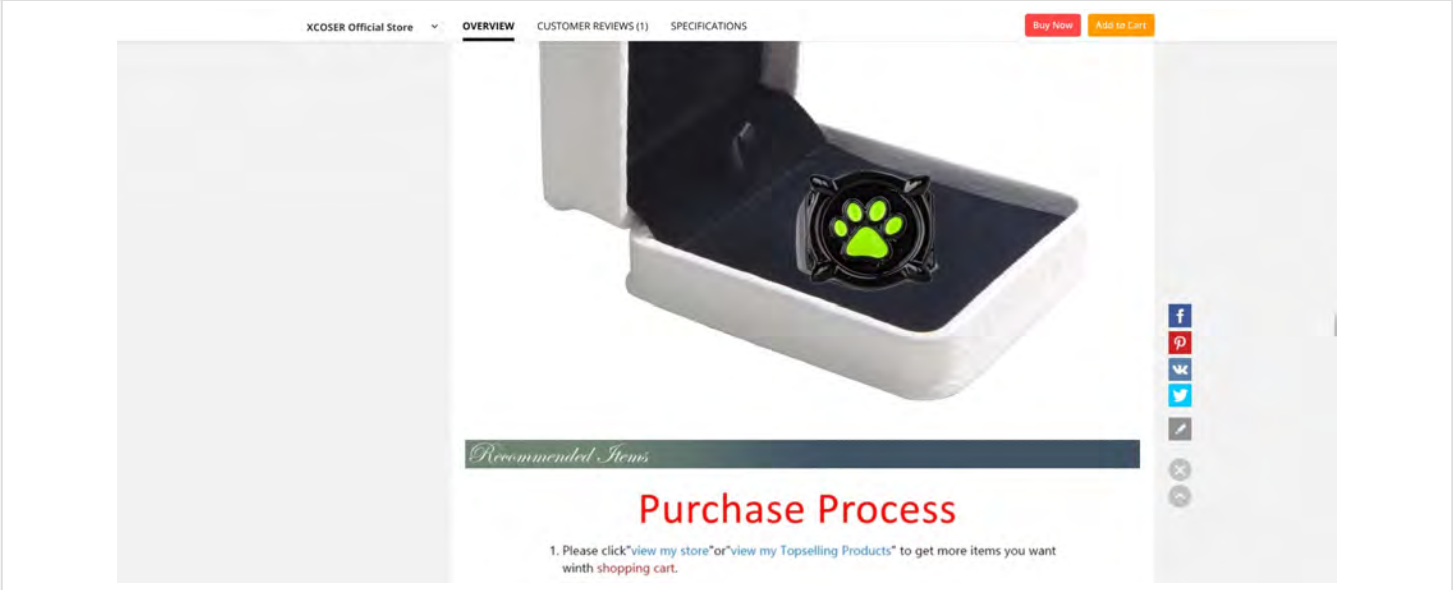 XCOSER Official Store
OVERVIEW
CUSTOMER REVIEWS (1)
SPECIFICATIONS
Buy Now
Add to Cart
Recommended Items
Purchase Process
1. Please click"view my store"or"view my Topselling Products" to get more items you want
winth shopping cart.